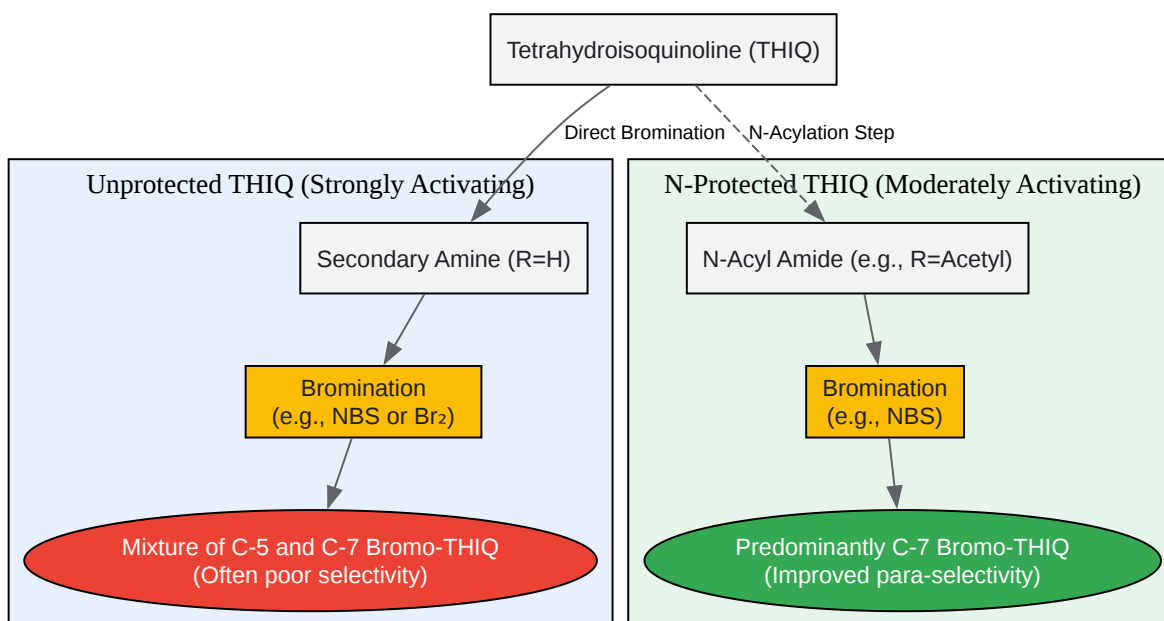 Tetrahydroisoquinoline (THIQ)
Direct Bromination
N-Acylation Step
Unprotected THIQ (Strongly Activating)
N-Protected THIQ (Moderately Activating)
Secondary Amine (R=H)
N-Acyl Amide (e.g., R=Acetyl)
Bromination
(e.g., NBS or Br₂)
Bromination
(e.g., NBS)
Mixture of C-5 and C-7 Bromo-THIQ
(Often poor selectivity)
Predominantly C-7 Bromo-THIQ
(Improved para-selectivity)